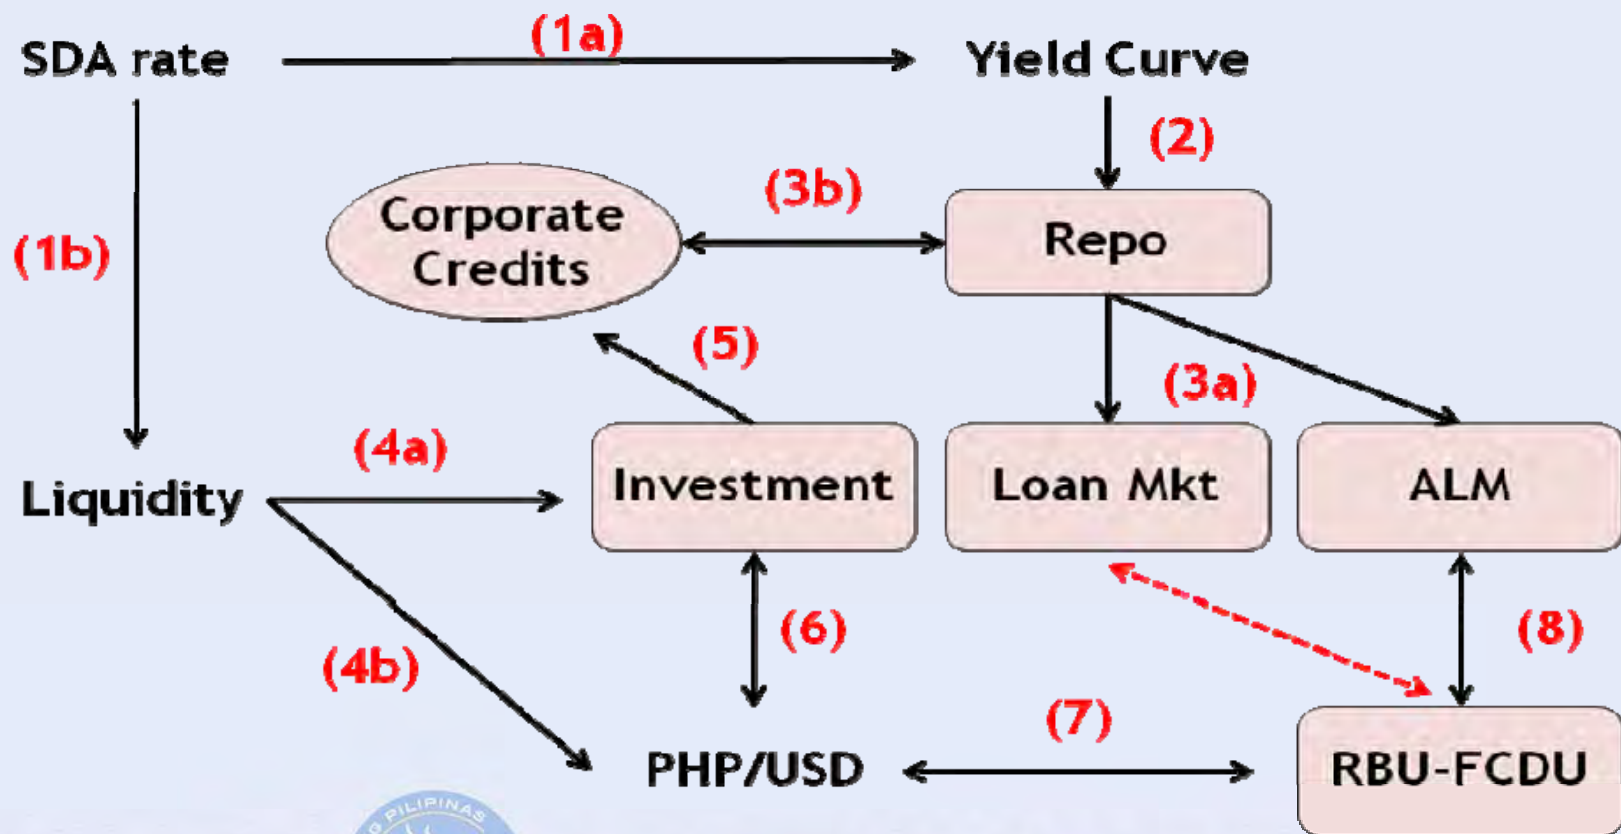 (1a)
SDA rate
Yield Curve
(2)
(3b)
Corporate
Credits
Repo
(1b)
(5)
(3a)
(4a)
Liquidity
Investment
Loan Mkt
ALM
(4b)
(6)
(8)
(7)
PHP/USD
RBU-FCDU
PILIPINAS